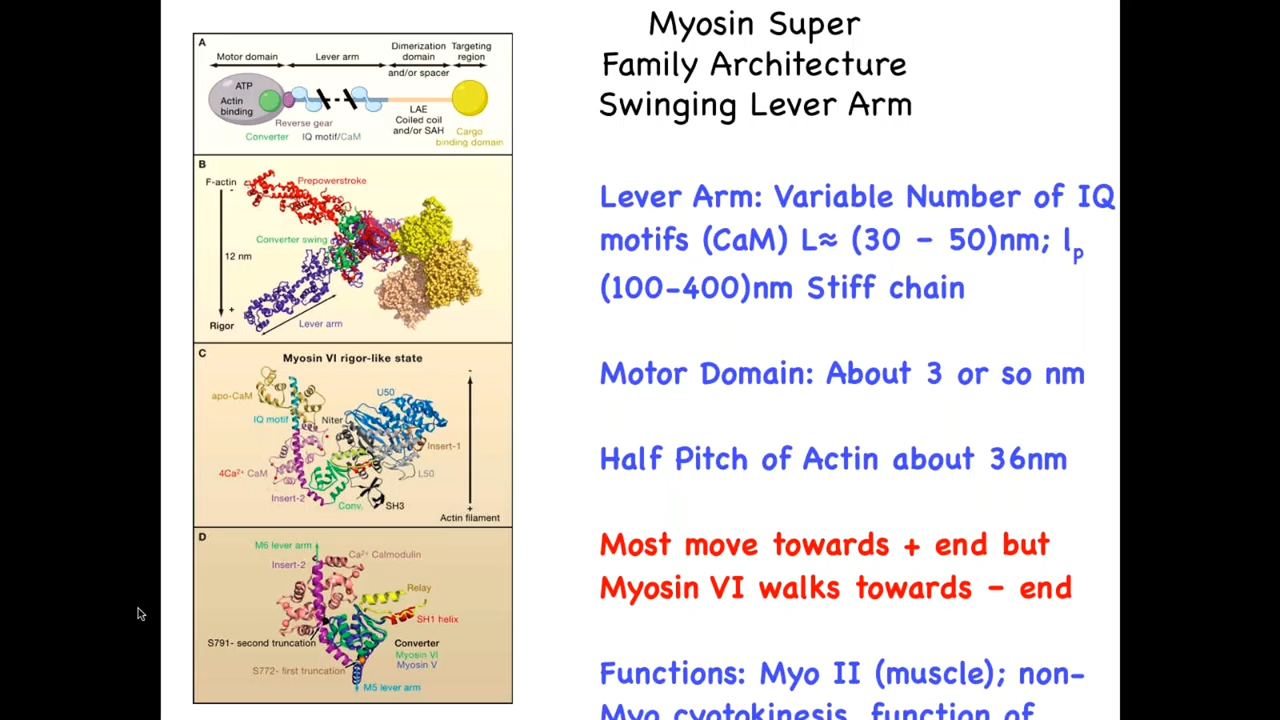 Myosin Super
Family Architecture
Swinging Lever Arm
A
Motor domain
Lever arm
Dimerization domain and/or spacer
Targeting region
ATP
Actin binding
Reverse gear
Converter
IQ motif/CaM
LAE
Coiled coil
and/or SAH
Cargo
binding domain
B
F-actin
-
Prepowerstroke
Converter swing
12 nm
+
Rigor
Lever arm
C
Myosin VI rigor-like state
-
apo-CaM
U50
IQ motif
Niter
Insert-1
4Ca²⁺ CaM
L50
Insert-2
Conv.
SH3
+
Actin filament
D
M6 lever arm
Ca²⁺ Calmodulin
Insert-2
Relay
SH1 helix
S791- second truncation
Converter
Myosin VI
Myosin V
S772- first truncation
M5 lever arm
Lever Arm: Variable Number of IQ
motifs (CaM) L≈ (30 – 50)nm; lp
(100-400)nm Stiff chain
Motor Domain: About 3 or so nm
Half Pitch of Actin about 36nm
Most move towards + end but
Myosin VI walks towards – end
Functions: Myo II (muscle); non-
Myo cyotokinesis, function of